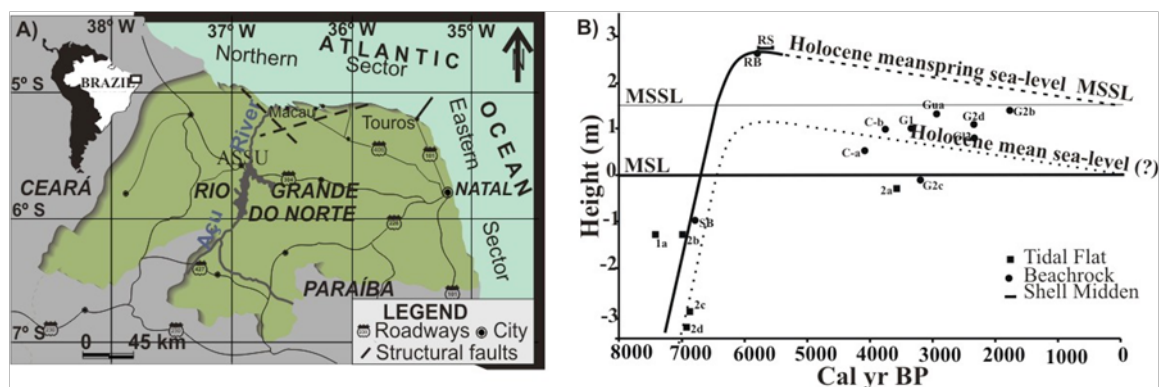 A)
38° W
37° W
36° W
35° W
Northern
ATLANTIC
Sector
N
BRAZIL
5° S
Macau
Touros
Eastern
OCEAN
River
ASSU
CEARÁ
RIO GRANDE
DO NORTE
NATAL
6° S
Açu
Sector
PARAÍBA
LEGEND
Roadways City
Structural faults
7° S
0 45 km
B)
3
2
1
0
-1
-2
-3
Height (m)
RS
RB
Holocene meanspring sea-level MSSL
MSSL
Gua
G2d
G2b
C-b
G1
C-a
Holocene mean sea-level (?)
MSL
2a
G2c
SB
1a
2b
2c
2d
Tidal Flat
Beachrock
Shell Midden
8000 7000 6000 5000 4000 3000 2000 1000 0
Cal yr BP